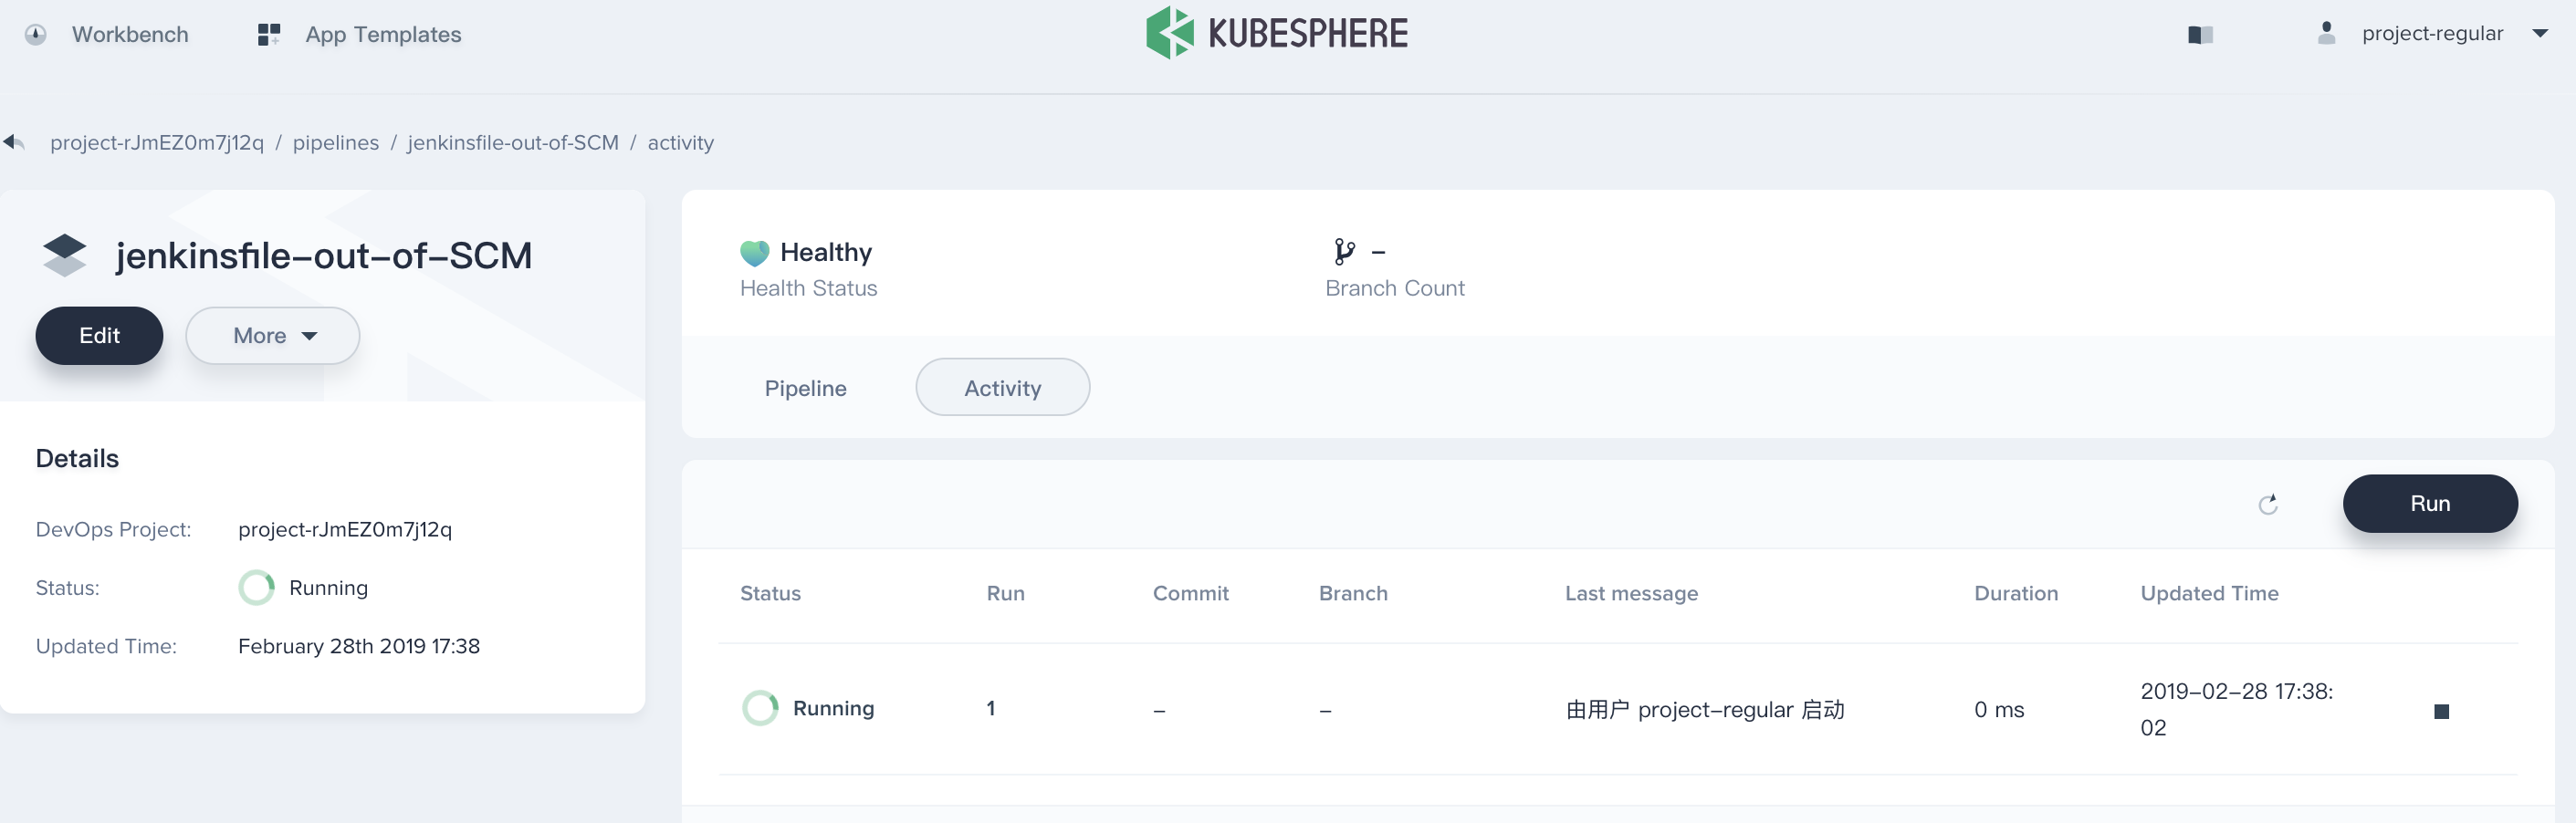 Workbench
App Templates
KUBESPHERE
project-regular
project-rJmEZ0m7j12q / pipelines / jenkinsfile-out-of-SCM / activity
jenkinsfile-out-of-SCM
Edit
More
Details
DevOps Project: project-rJmEZ0m7j12q
Status: Running
Updated Time: February 28th 2019 17:38
Healthy
Health Status
–
Branch Count
Pipeline
Activity
Run
Status Run Commit Branch Last message Duration Updated Time
Running 1 – – 由用户 project-regular 启动 0 ms 2019-02-28 17:38:
02